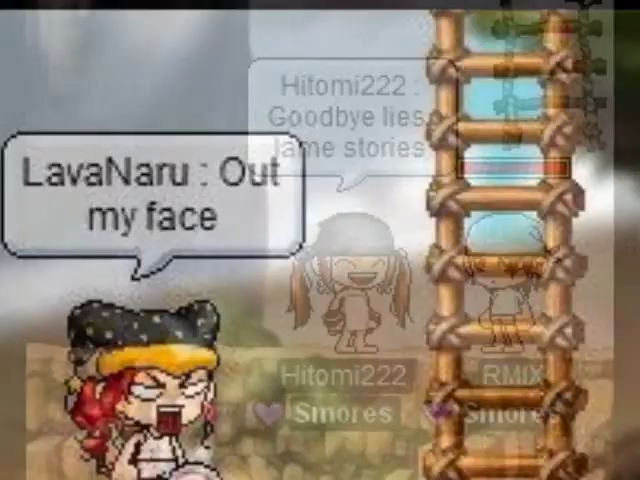 Hitomi222 :
Goodbye lies
lame stories
LavaNaru : Out
my face
Hitomi222
RMIX
Smores
Smores